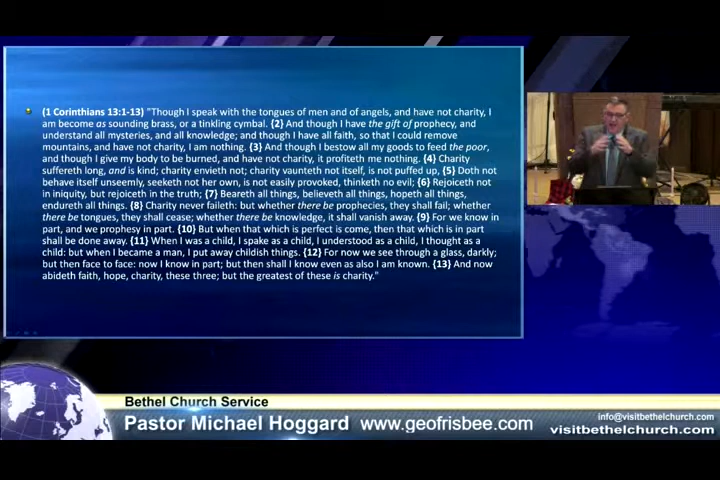 (1 Corinthians 13:1-13) "Though I speak with the tongues of men and of angels, and have not charity, I
am become as sounding brass, or a tinkling cymbal. {2} And though I have the gift of prophecy, and
understand all mysteries, and all knowledge; and though I have all faith, so that I could remove
mountains, and have not charity, I am nothing. {3} And though I bestow all my goods to feed the poor,
and though I give my body to be burned, and have not charity, it profiteth me nothing. {4} Charity
suffereth long, and is kind; charity envieth not; charity vaunteth not itself, is not puffed up, {5} Doth not
behave itself unseemly, seeketh not her own, is not easily provoked, thinketh no evil; {6} Rejoiceth not
in iniquity, but rejoiceth in the truth; {7} Beareth all things, believeth all things, hopeth all things,
endureth all things. {8} Charity never faileth: but whether there be prophecies, they shall fail; whether
there be tongues, they shall cease; whether there be knowledge, it shall vanish away. {9} For we know in
part, and we prophesy in part. {10} But when that which is perfect is come, then that which is in part
shall be done away. {11} When I was a child, I spake as a child, I understood as a child, I thought as a
child: but when I became a man, I put away childish things. {12} For now we see through a glass, darkly;
but then face to face: now I know in part; but then shall I know even as also I am known. {13} And now
abideth faith, hope, charity, these three; but the greatest of these is charity."
Bethel Church Service
Pastor Michael Hoggard www.geofrisbee.com
info@visitbethelchurch.com
visitbethelchurch.com